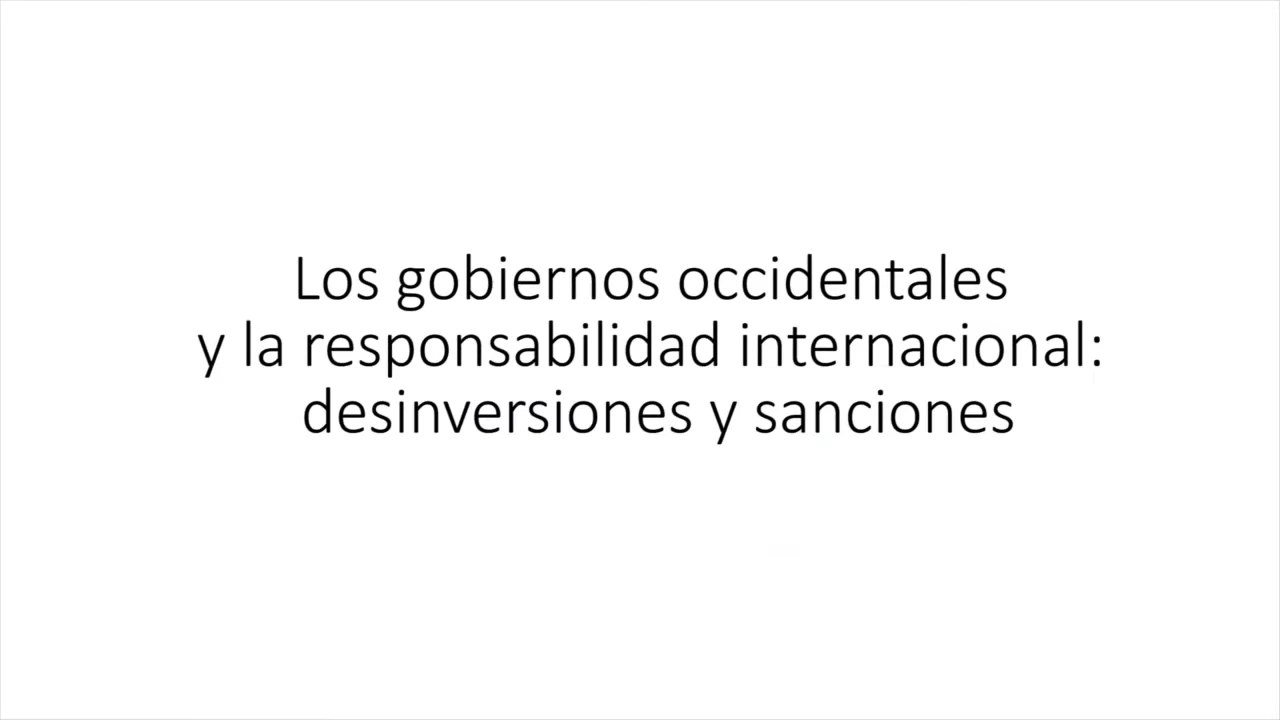 Los gobiernos occidentales
y la responsabilidad internacional:
desinversiones y sanciones